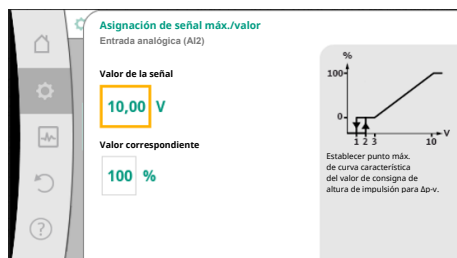 Asignación de señal máx./valor
Entrada analógica (AI2)
Valor de la señal
10,00 V
Valor correspondiente
100 %
%
100
0
1 2 3
10
V
Establecer punto máx.
de curva característica
del valor de consigna de
altura de impulsión para Δp-v.
?